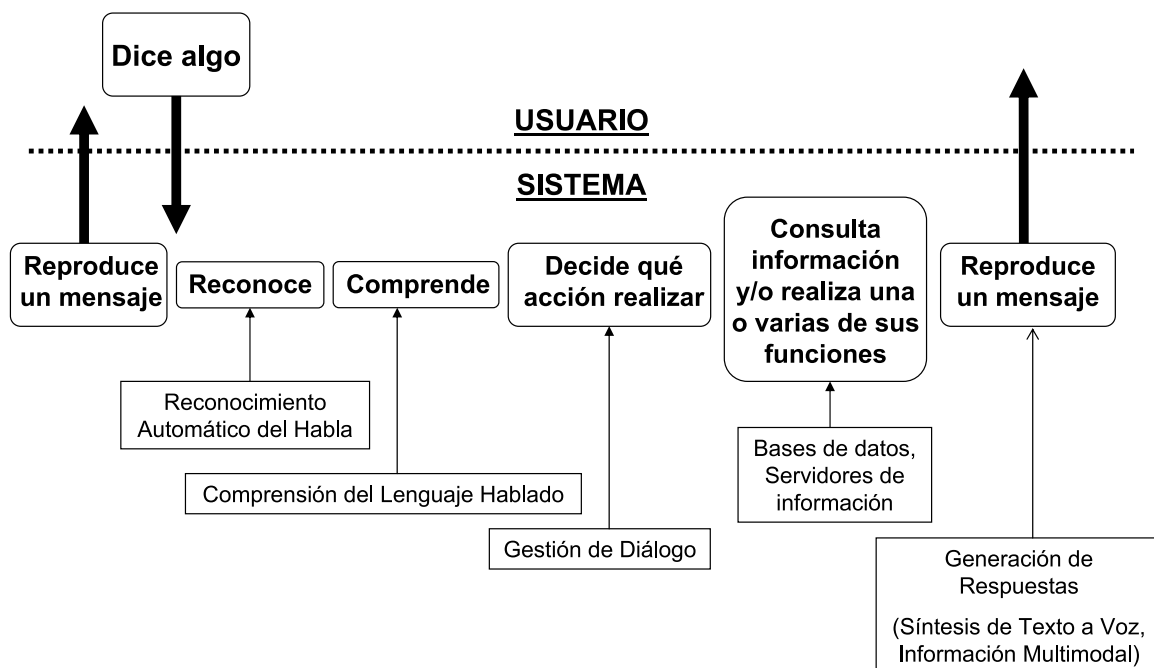 Dice algo
USUARIO
SISTEMA
Reproduce
un mensaje
Reconoce
Comprende
Decide qué
acción realizar
Consulta
información
y/o realiza una
o varias de sus
funciones
Reproduce
un mensaje
Reconocimiento
Automático del Habla
Comprensión del Lenguaje Hablado
Gestión de Diálogo
Bases de datos,
Servidores de
información
Generación de
Respuestas
(Síntesis de Texto a Voz,
Información Multimodal)